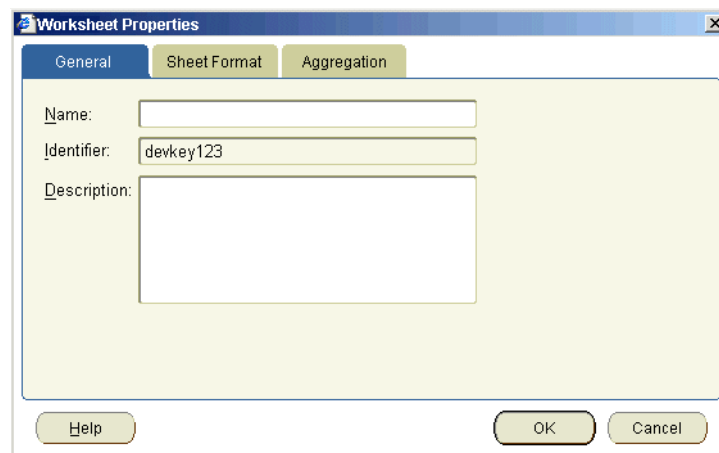 Worksheet Properties
General Sheet Format Aggregation
Name:
Identifier: devkey123
Description:
Help OK Cancel